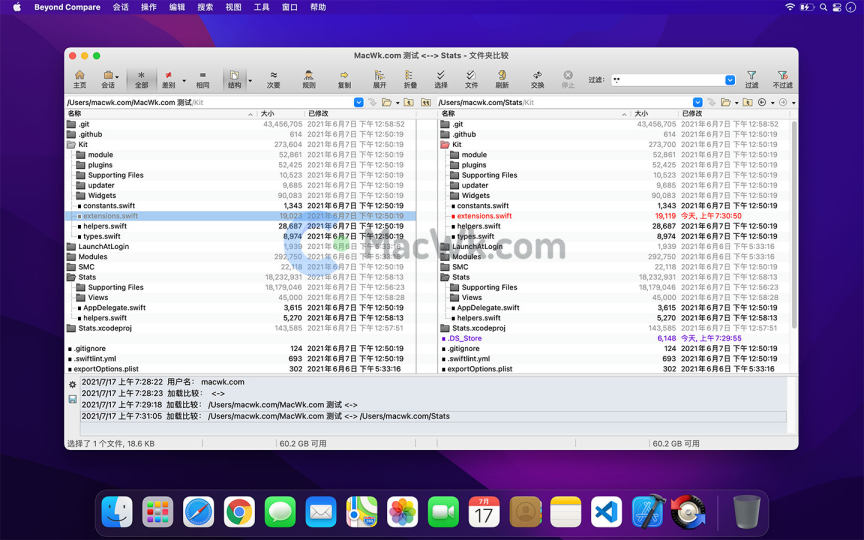 Beyond Compare 会话 操作 编辑 搜索 视图 工具 窗口 帮助
MacWk.com 测试 <--> Stats - 文件夹比较
主页 会话 全部 差别 相同 结构 次要 规则 复制 展开 折叠 选择 文件 刷新 交换 停止 过滤: *.* 过滤 不过滤
/Users/macwk.com/MacWk.com 测试/Kit /Users/macwk.com/Stats/Kit
名称 大小 已修改 名称 大小 已修改
.git 43,456,705 2021年6月7日 下午12:58:52 .git 43,456,705 2021年6月7日 下午12:58:52
.github 614 2021年6月7日 下午12:50:19 .github 614 2021年6月7日 下午12:50:19
Kit 273,604 2021年6月7日 下午12:50:19 Kit 273,700 2021年6月7日 下午12:50:19
module 52,861 2021年6月7日 下午12:50:19 module 52,861 2021年6月7日 下午12:50:19
plugins 52,425 2021年6月7日 下午12:50:19 plugins 52,425 2021年6月7日 下午12:50:19
Supporting Files 10,523 2021年6月7日 下午12:50:19 Supporting Files 10,523 2021年6月7日 下午12:50:19
updater 9,685 2021年6月7日 下午12:50:19 updater 9,685 2021年6月7日 下午12:50:19
Widgets 90,083 2021年6月7日 下午12:50:19 Widgets 90,083 2021年6月7日 下午12:50:19
constants.swift 1,343 2021年6月7日 下午12:50:19 constants.swift 1,343 2021年6月7日 下午12:50:19
extensions.swift 19,023 2021年6月7日 下午12:50:19 extensions.swift 19,119 今天, 上午7:30:50
helpers.swift 28,687 2021年6月7日 下午12:50:19 helpers.swift 28,687 2021年6月7日 下午12:50:19
types.swift 8,974 2021年6月7日 下午12:50:19 types.swift 8,974 2021年6月7日 下午12:50:19
LaunchAtLogin 2021年6月6日 下午5:33:16 LaunchAtLogin 1,939 2021年6月6日 下午5:33:16
MacWk.com
Modules 292,750 2021年6月6日 下午5:33:16 Modules 292,750 2021年6月6日 下午5:33:16
SMC 22,118 2021年6月7日 下午12:50:19 SMC 22,118 2021年6月7日 下午12:50:19
Stats 18,232,931 2021年6月7日 下午12:58:13 Stats 18,232,931 2021年6月7日 下午12:58:13
Supporting Files 18,179,046 2021年6月7日 下午12:56:23 Supporting Files 18,179,046 2021年6月7日 下午12:56:23
Views 45,000 2021年6月7日 下午12:58:28 Views 45,000 2021年6月7日 下午12:58:28
AppDelegate.swift 3,615 2021年6月7日 下午12:50:19 AppDelegate.swift 3,615 2021年6月7日 下午12:50:19
helpers.swift 5,270 2021年6月7日 下午12:58:13 helpers.swift 5,270 2021年6月7日 下午12:58:13
Stats.xcodeproj 143,585 2021年6月7日 下午12:57:51 Stats.xcodeproj 143,585 2021年6月7日 下午12:57:51
.DS_Store 6,148 今天, 上午7:29:55
.gitignore 124 2021年6月7日 下午12:50:19 .gitignore 124 2021年6月7日 下午12:50:19
.swiftlint.yml 693 2021年6月7日 下午12:50:19 .swiftlint.yml 693 2021年6月7日 下午12:50:19
exportOptions.plist 302 2021年6月6日 下午5:33:16 exportOptions.plist 302 2021年6月6日 下午5:33:16
2021/7/17 上午7:28:22 用户名: macwk.com
2021/7/17 上午7:28:23 加载比较: <->
2021/7/17 上午7:29:18 加载比较: /Users/macwk.com/MacWk.com 测试 <->
2021/7/17 上午7:31:05 加载比较: /Users/macwk.com/MacWk.com 测试 <-> /Users/macwk.com/Stats
选择了 1 个文件, 18.6 KB 60.2 GB 可用 60.2 GB 可用
7月
17